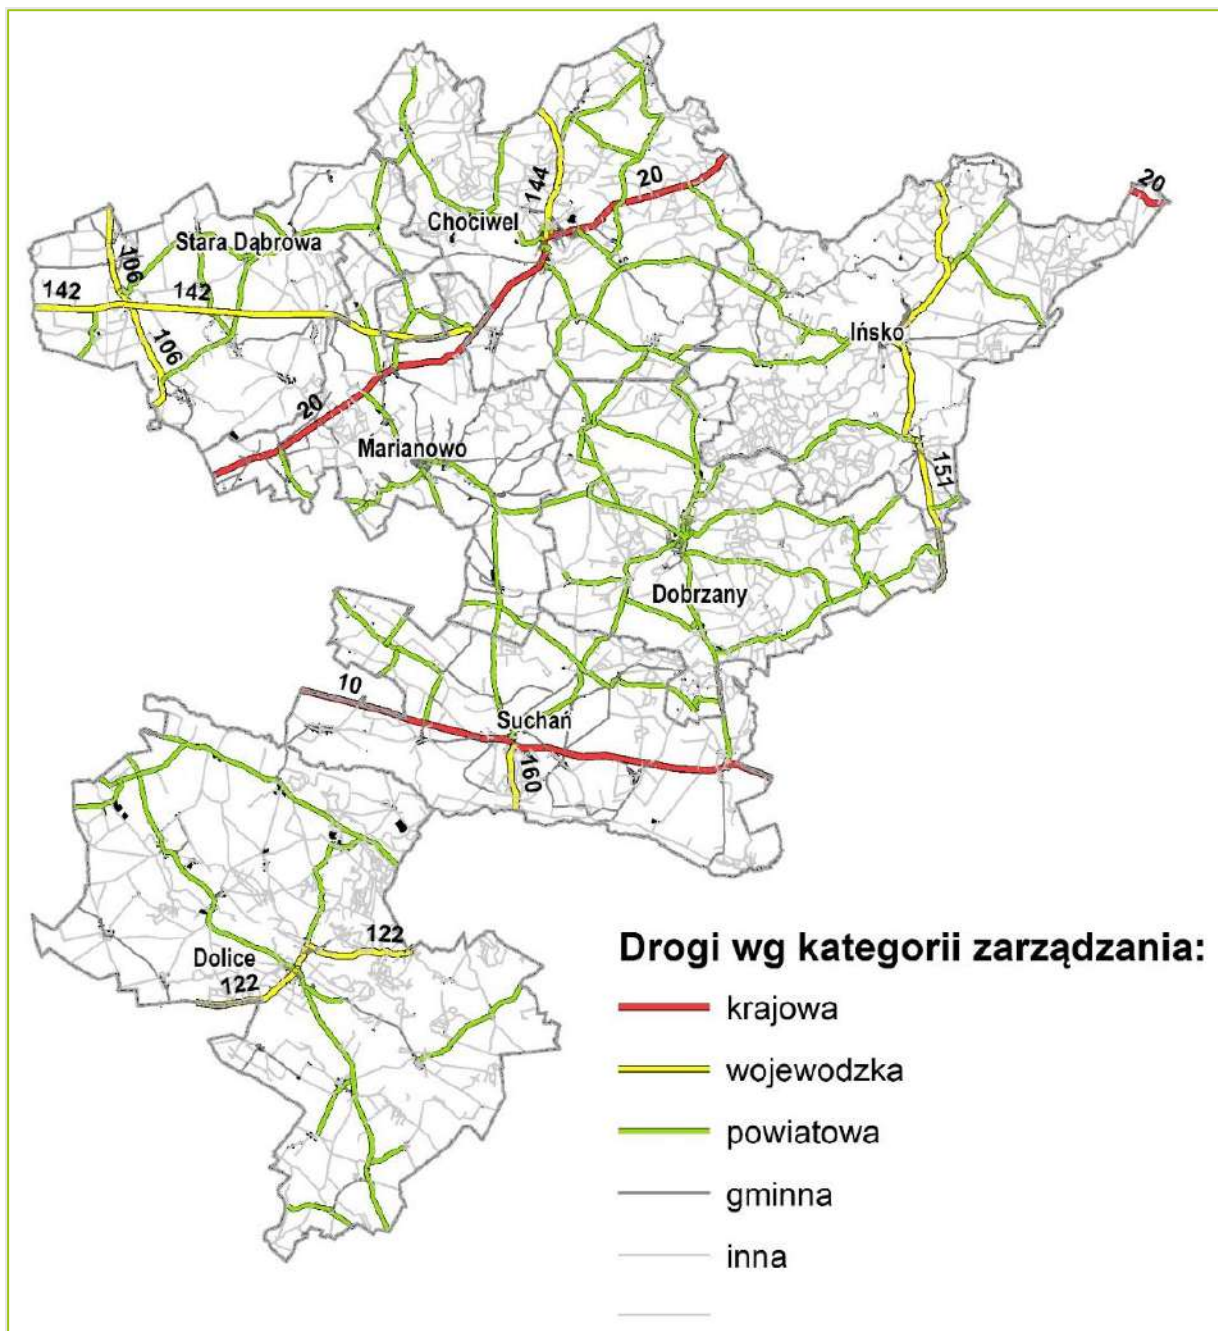 20
20
144
Chociwel
Stara Dąbrowa
106
142
142
Ińsko
106
20
Marianowo
151
Dobrzany
10
Suchań
160
122
Dolice
122
Drogi wg kategorii zarządzania:
krajowa
wojewodzka
powiatowa
gminna
inna